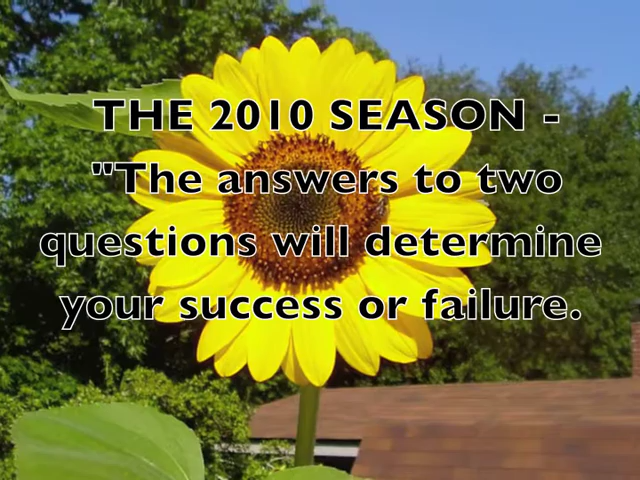 THE 2010 SEASON -
"The answers to two
questions will determine
your success or failure.